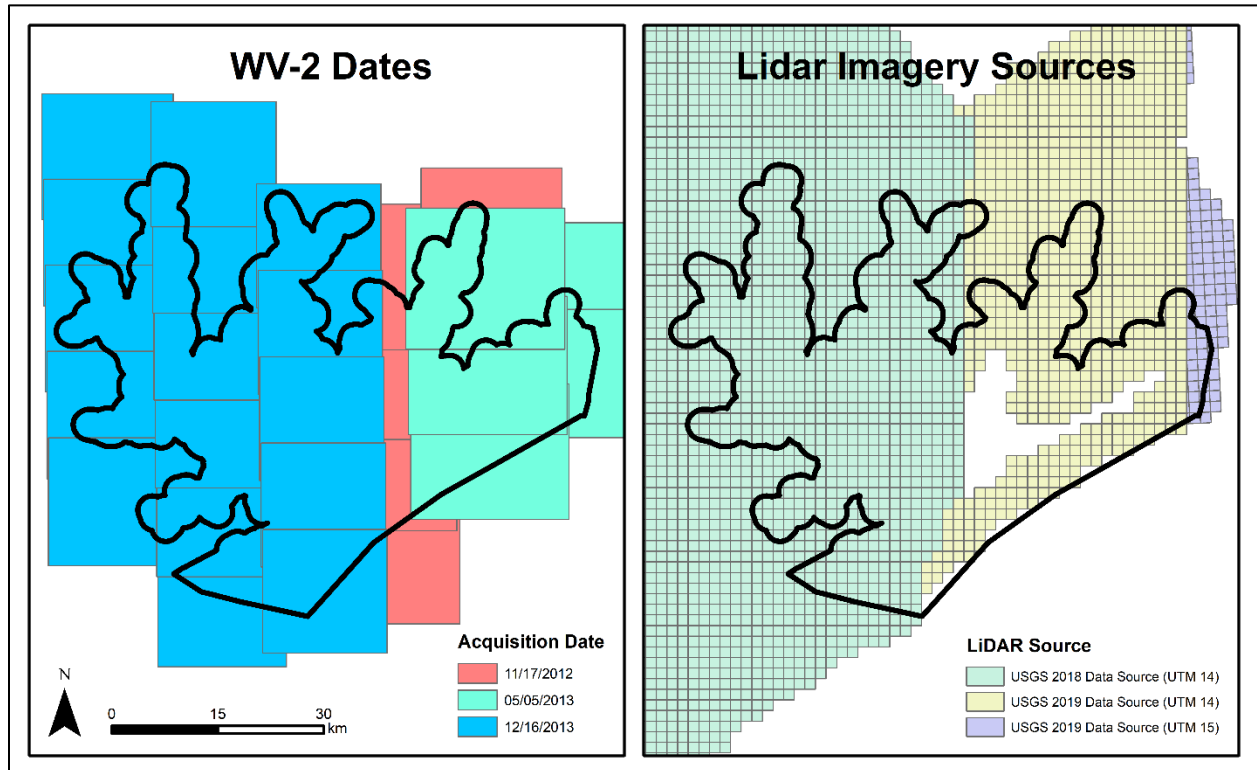 WV-2 Dates
Acquisition Date
11/17/2012
05/05/2013
12/16/2013
N
0 15 30
km
Lidar Imagery Sources
LiDAR Source
USGS 2018 Data Source (UTM 14)
USGS 2019 Data Source (UTM 14)
USGS 2019 Data Source (UTM 15)